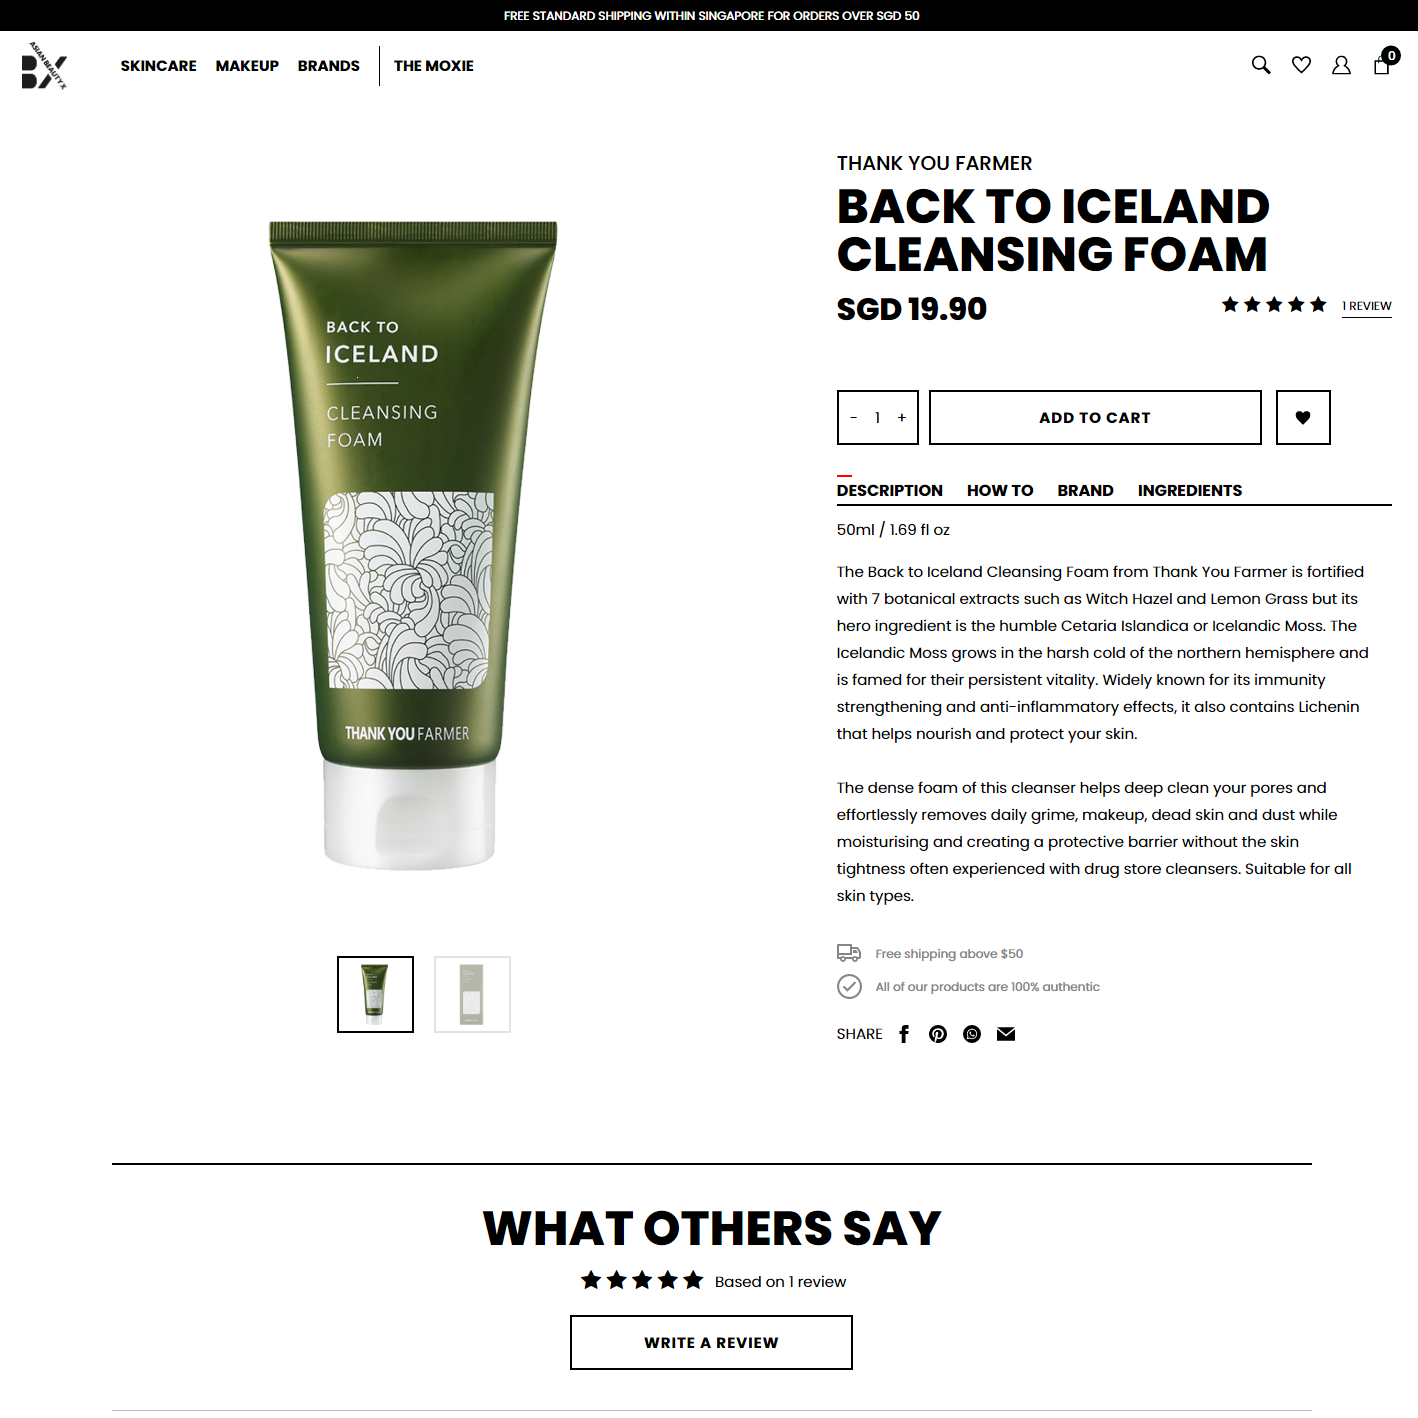 FREE STANDARD SHIPPING WITHIN SINGAPORE FOR ORDERS OVER SGD 50
ASIAN BEAUTY X
BX
SKINCARE
MAKEUP
BRANDS
THE MOXIE
0
THANK YOU FARMER
BACK TO ICELAND
CLEANSING FOAM
SGD 19.90
1 REVIEW
- 1 +
ADD TO CART
BACK TO
ICELAND
CLEANSING
FOAM
THANK YOU FARMER
DESCRIPTION
HOW TO
BRAND
INGREDIENTS
50ml / 1.69 fl oz
The Back to Iceland Cleansing Foam from Thank You Farmer is fortified
with 7 botanical extracts such as Witch Hazel and Lemon Grass but its
hero ingredient is the humble Cetaria Islandica or Icelandic Moss. The
Icelandic Moss grows in the harsh cold of the northern hemisphere and
is famed for their persistent vitality. Widely known for its immunity
strengthening and anti-inflammatory effects, it also contains Lichenin
that helps nourish and protect your skin.
The dense foam of this cleanser helps deep clean your pores and
effortlessly removes daily grime, makeup, dead skin and dust while
moisturising and creating a protective barrier without the skin
tightness often experienced with drug store cleansers. Suitable for all
skin types.
Free shipping above $50
All of our products are 100% authentic
SHARE
WHAT OTHERS SAY
Based on 1 review
WRITE A REVIEW